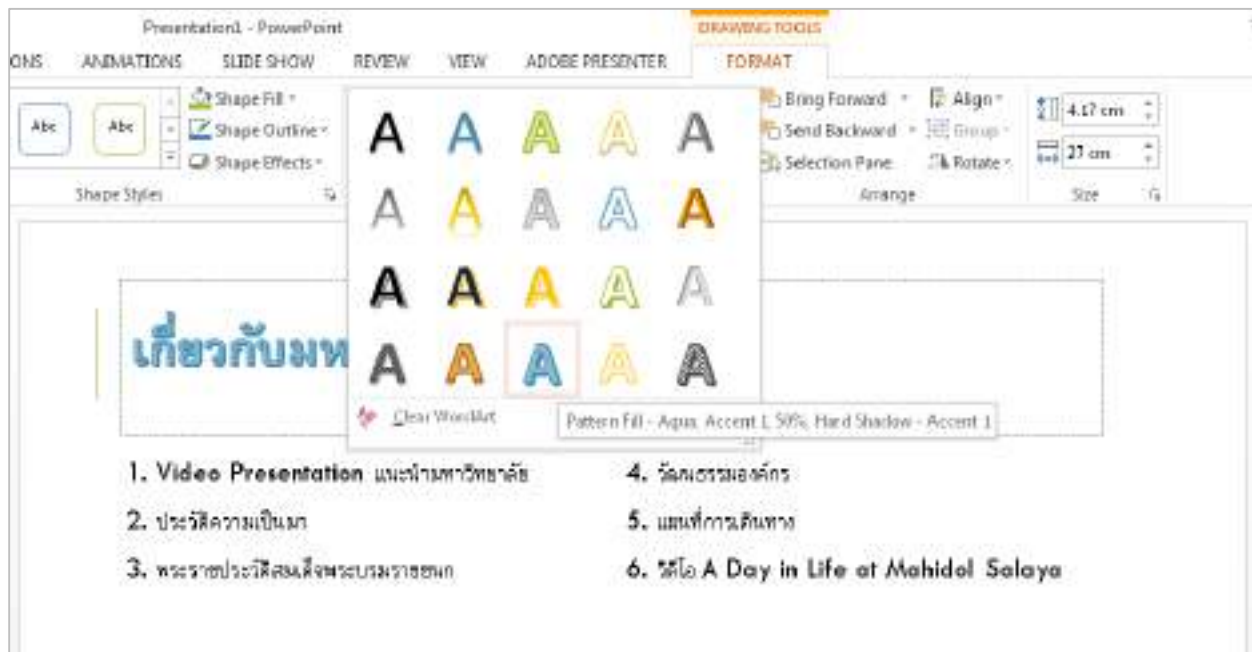 Presentation1 - PowerPoint
DRAWING TOOLS
ONS ANIMATIONS SLIDE SHOW REVIEW VIEW ADOBE PRESENTER FORMAT
Abc Abc
Shape Fill
Shape Outline
Shape Effects
Shape Styles
A A A A A
A A A A A
A A A A A
A A A A A
Clear WordArt
Pattern Fill - Aqua, Accent 1, 50%, Hard Shadow - Accent 1
Bring Forward
Send Backward
Selection Pane
Align
Group
Rotate
Arrange
4.17 cm
27 cm
Size
เกี่ยวกับมห
1. Video Presentation แนะนำมหาวิทยาลัย
2. ประวัติความเป็นมา
3. พระราชประวัติสมเด็จพระบรมราชชนก
4. วัฒนธรรมองค์กร
5. แผนที่การเดินทาง
6. วิดีโอ A Day in Life at Mahidol Salaya